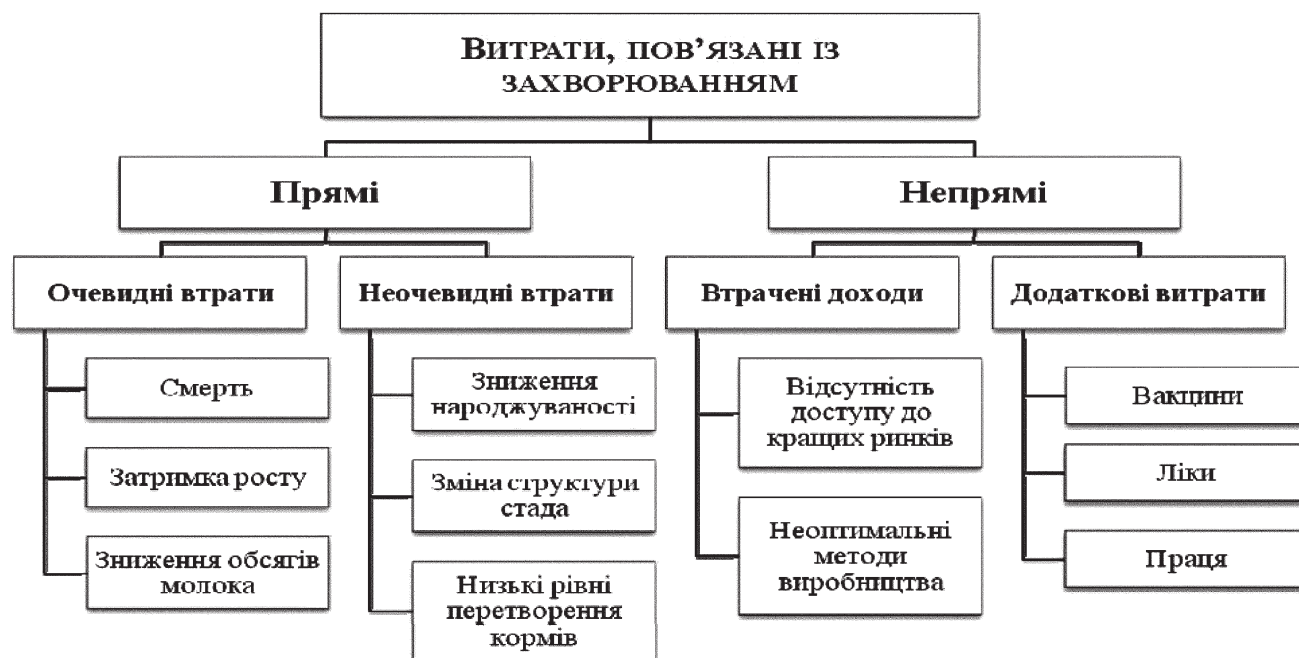 ВИТРАТИ, ПОВ’ЯЗАНІ ІЗ
ЗАХВОРЮВАННЯМ
Прямі
Непрямі
Очевидні втрати
Неочевидні втрати
Втрачені доходи
Додаткові витрати
Смерть
Затримка росту
Зниження обсягів
молока
Зниження
народжуваності
Зміна структури
стада
Низькі рівні
перетворення
кормів
Відсутність
доступу до
кращих ринків
Неоптимальні
методи
виробництва
Вакцини
Ліки
Праця